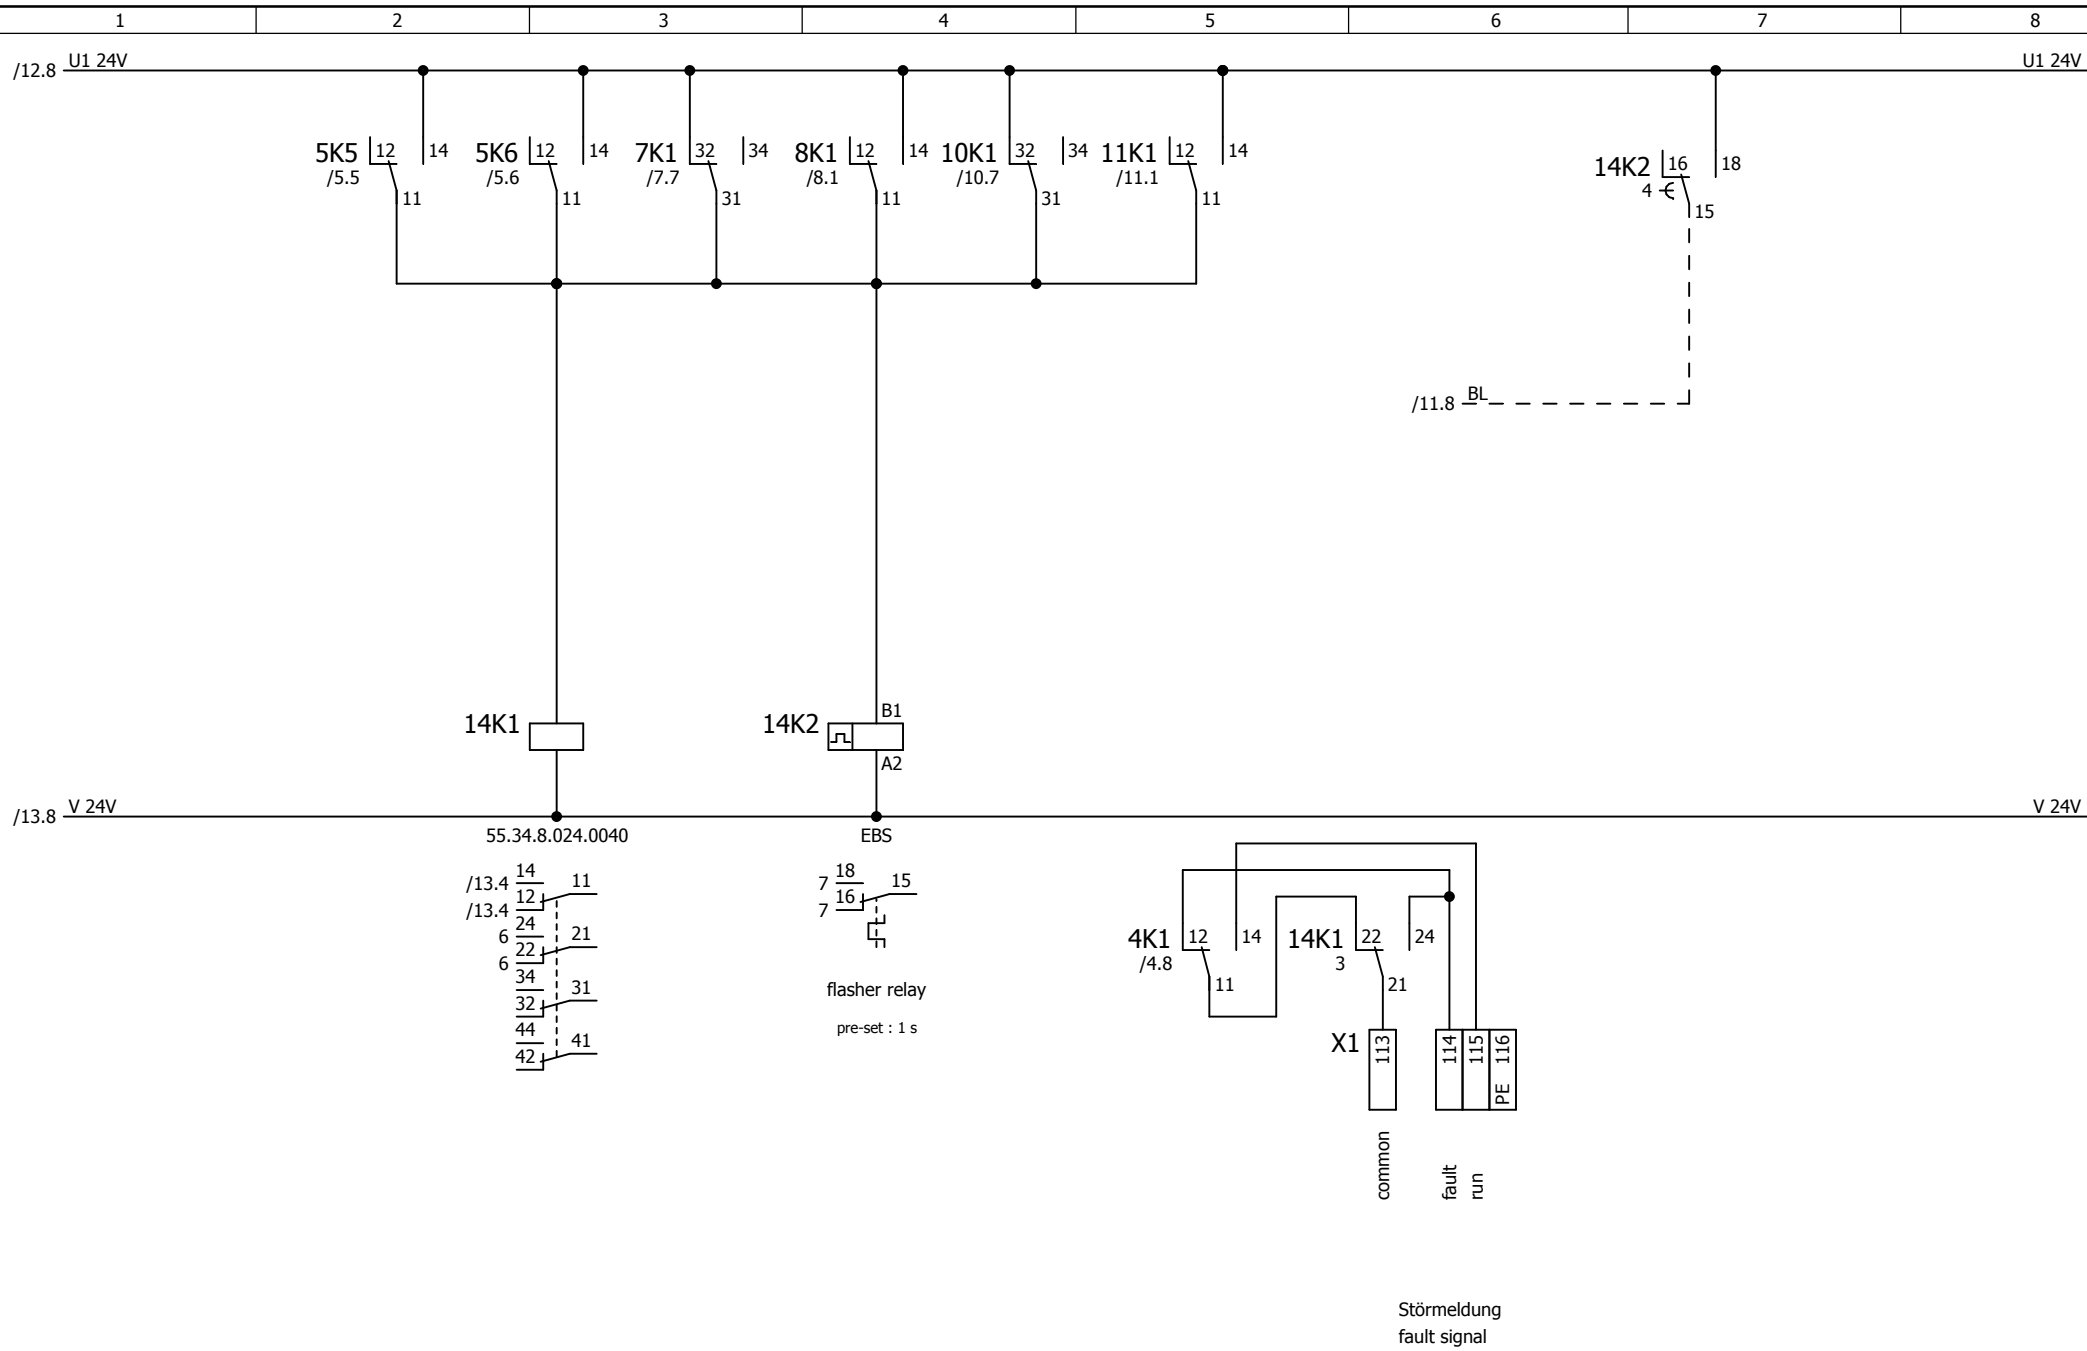 1 2 3 4 5 6 7 8
/12.8 U1 24V U1 24V
5K5 12 14 5K6 12 14 7K1 32 34 8K1 12 14 10K1 32 34 11K1 12 14
/5.5 /5.6 /7.7 /8.1 /10.7 /11.1
11 11 31 11 31 11
14K2 16 18
4 15
/11.8 BL
14K1 14K2 B1
A2
/13.8 V 24V V 24V
55.34.8.024.0040 EBS
/13.4 14 11
/13.4 12
6 24 21
6 22
34 31
32
44 41
42
7 18 15
7 16
flasher relay
pre-set : 1 s
4K1 12 14 14K1 22 24
/4.8 3
11 21
X1 113 114 115 PE 116
common
fault
run
Störmeldung
fault signal